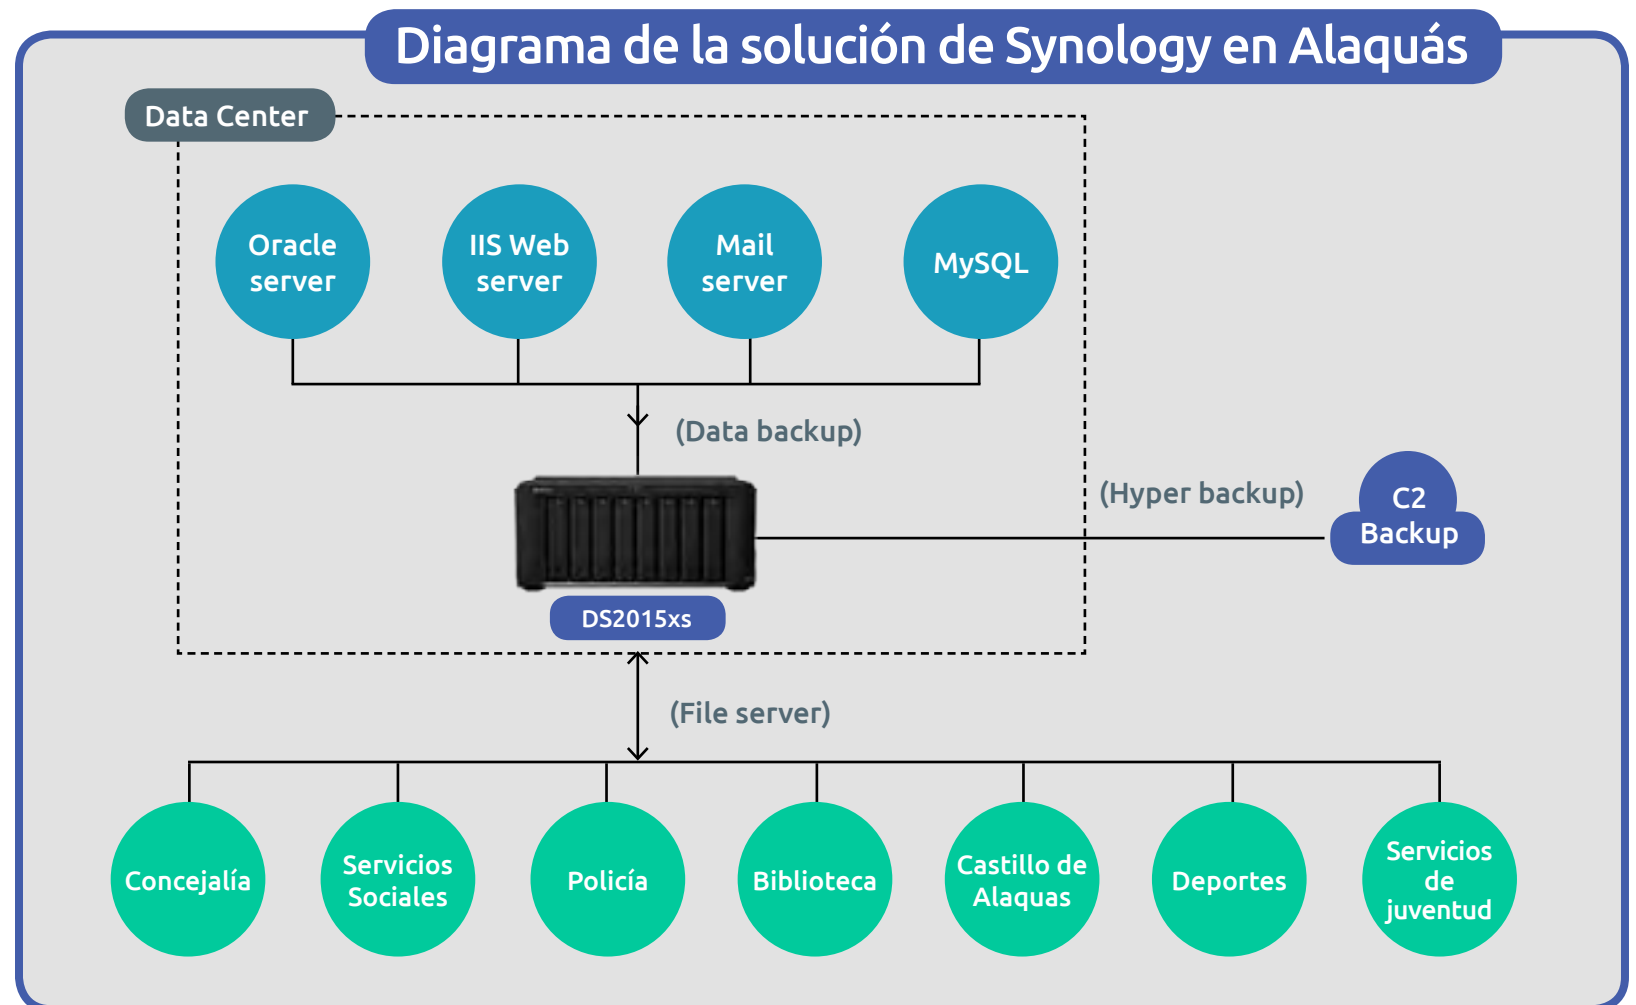 Diagrama de la solución de Synology en Alaquás
Data Center
Oracle
server
IIS Web
server
Mail
server
MySQL
(Data backup)
(Hyper backup)
C2
Backup
DS2015xs
(File server)
Concejalía
Servicios
Sociales
Policía
Biblioteca
Castillo de
Alaquas
Deportes
Servicios
de
juventud